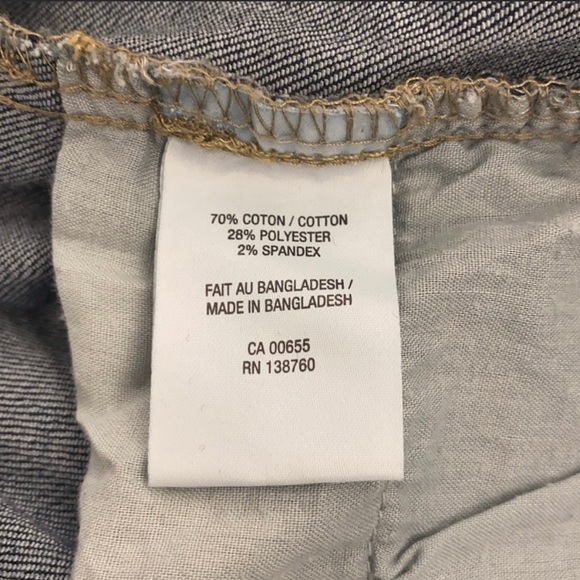 70% COTON / COTTON
28% POLYESTER
2% SPANDEX
FAIT AU BANGLADESH /
MADE IN BANGLADESH
CA 00655
RN 138760